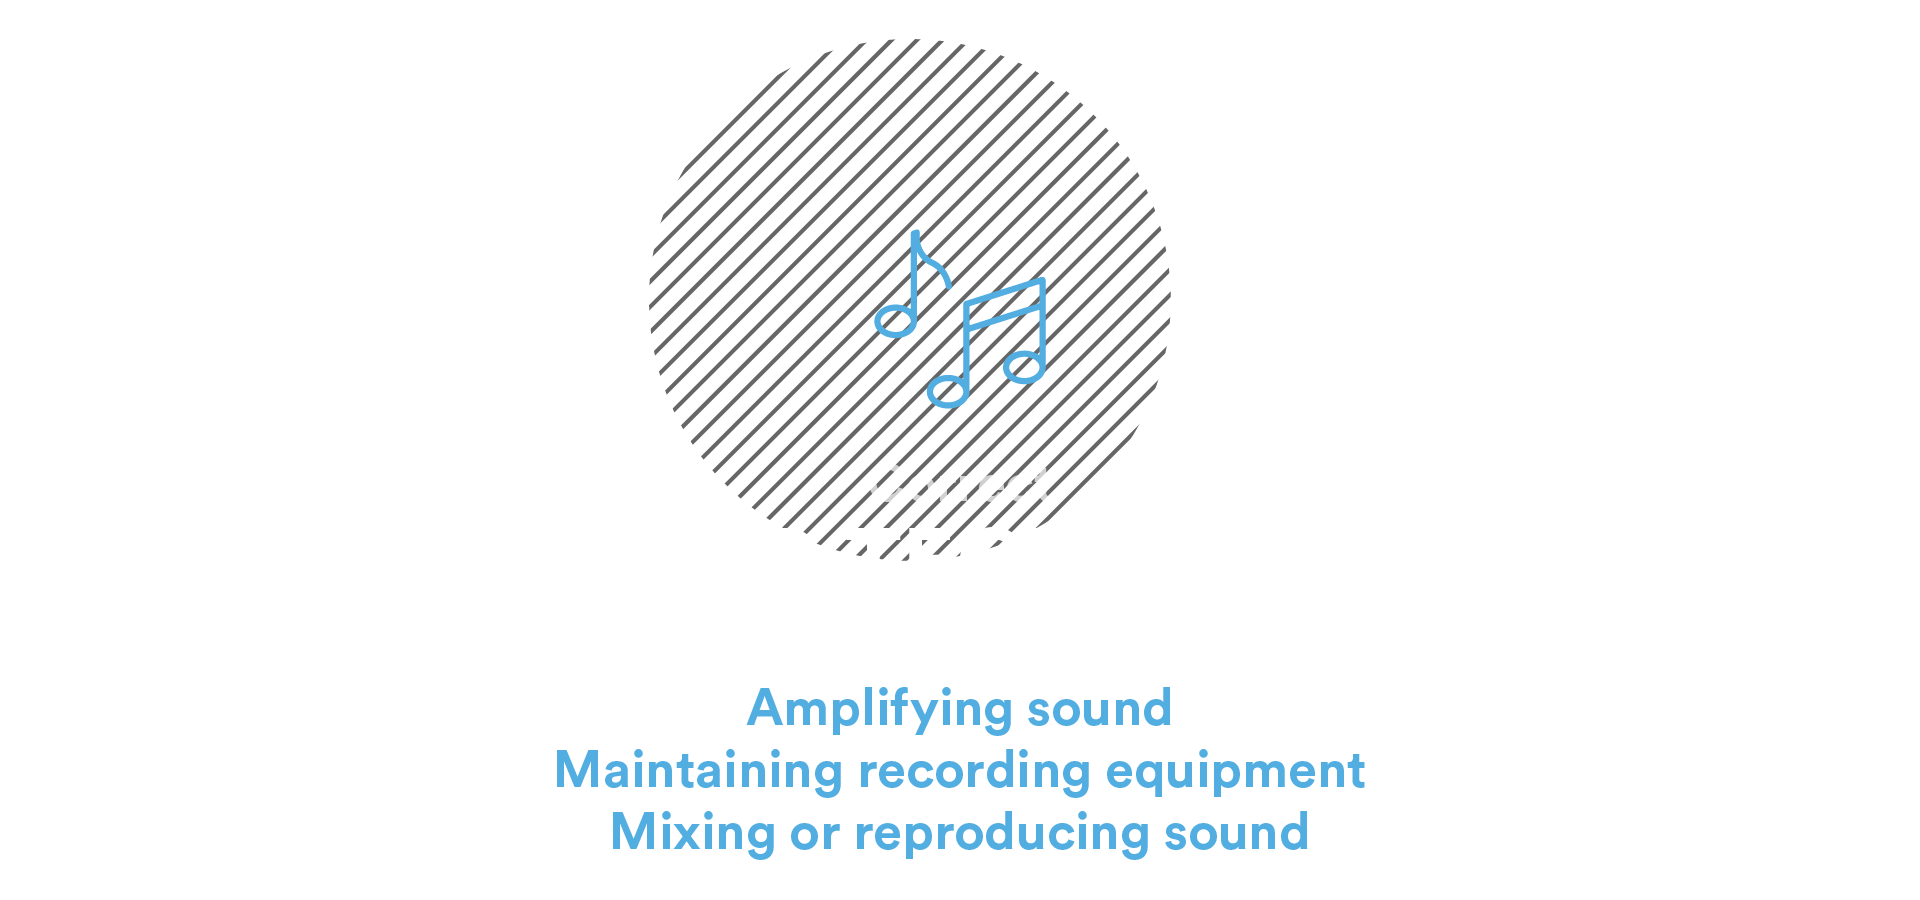 Amplifying sound
Maintaining recording equipment
Mixing or reproducing sound